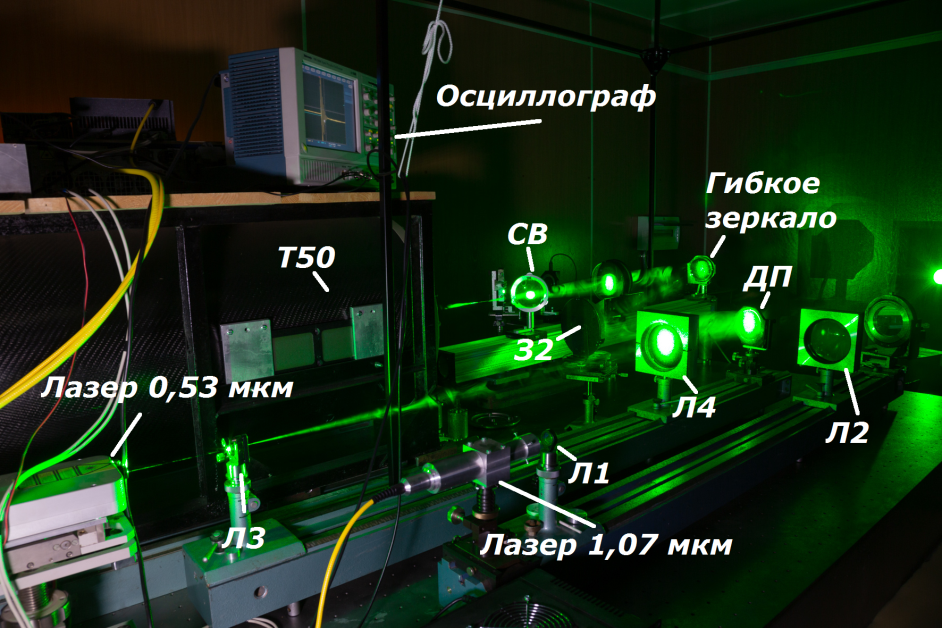 Осциллограф
Гибкое
зеркало
СВ
Т50
ДП
З2
Лазер 0,53 мкм
Л4
Л2
Л1
Л3
Лазер 1,07 мкм